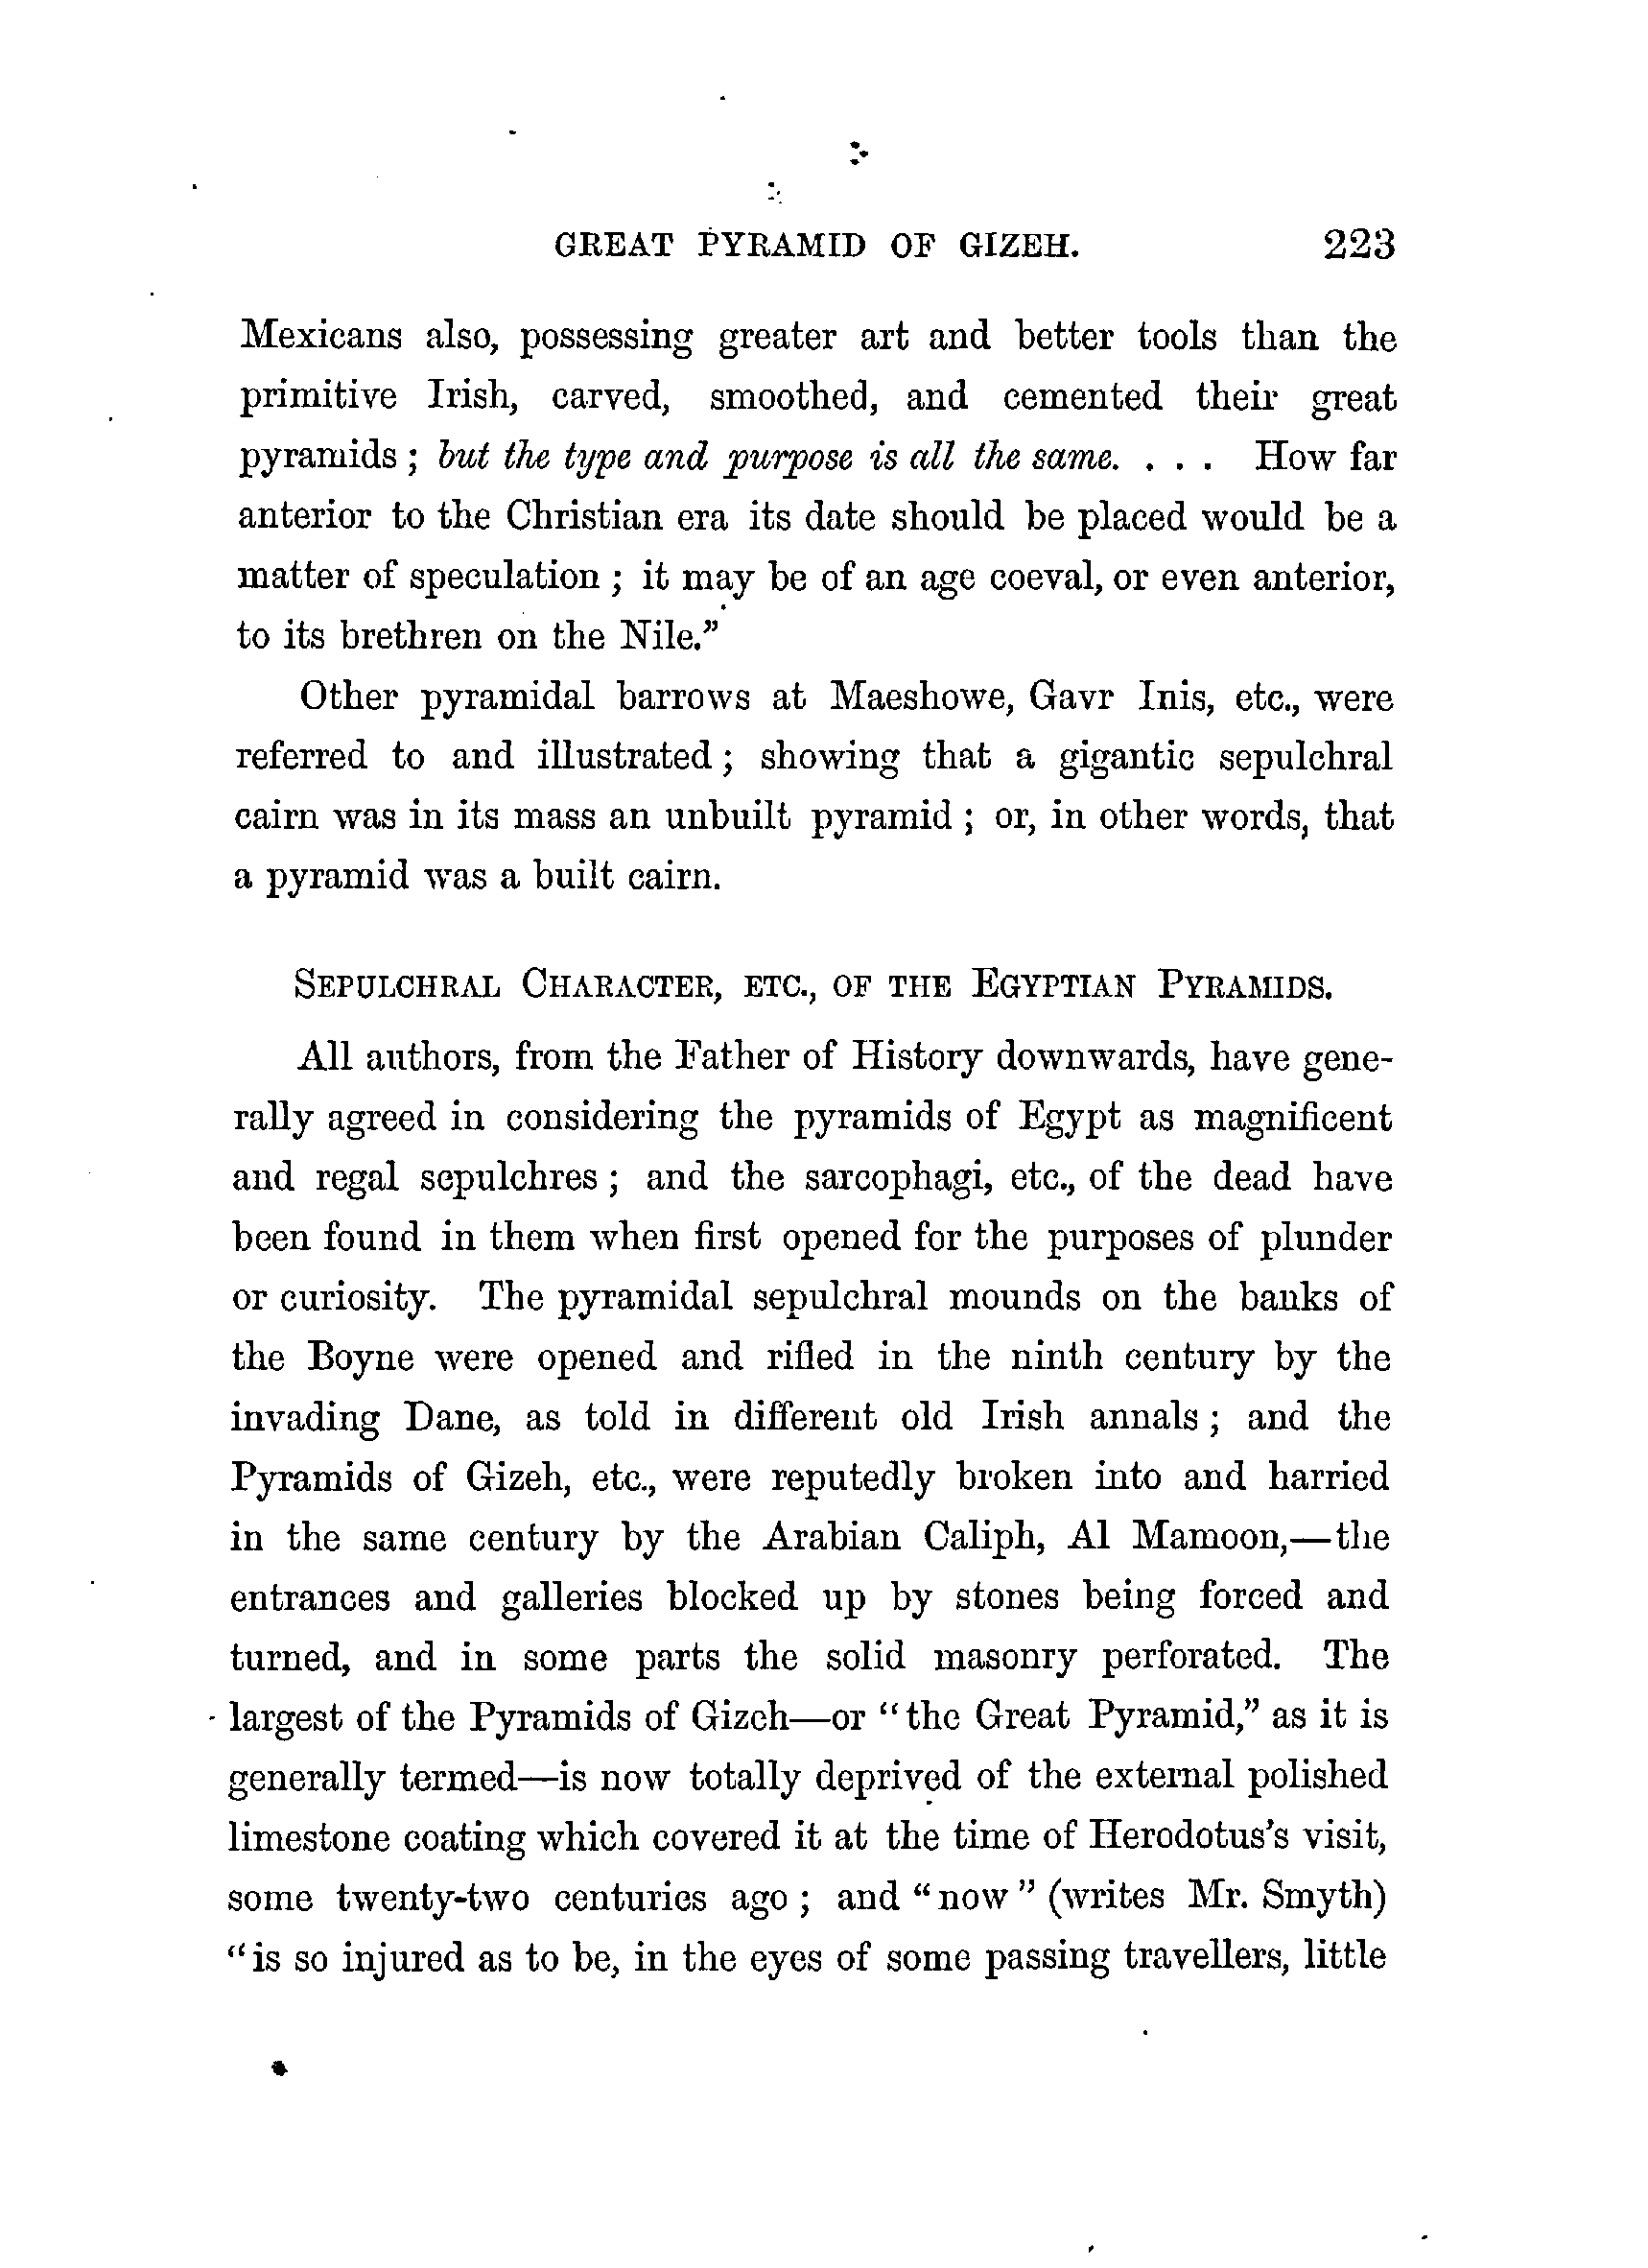 GREAT PYRAMID OF GIZEH. 223
Mexicans also, possessing greater art and better tools than the
primitive Irish, carved, smoothed, and cemented their great
pyramids ; but the type and purpose is all the same. . . . How far
anterior to the Christian era its date should be placed would be a
matter of speculation ; it may be of an age coeval, or even anterior,
to its brethren on the Nile."
Other pyramidal barrows at Maeshowe, Gavr Inis, etc., were
referred to and illustrated ; showing that a gigantic sepulchral
cairn was in its mass an unbuilt pyramid ; or, in other words, that
a pyramid was a built cairn.
SEPULCHRAL CHARACTER, ETC., OF THE EGYPTIAN PYRAMIDS.
All authors, from the Father of History downwards, have gene-
rally agreed in considering the pyramids of Egypt as magnificent
and regal sepulchres ; and the sarcophagi, etc., of the dead have
been found in them when first opened for the purposes of plunder
or curiosity. The pyramidal sepulchral mounds on the banks of
the Boyne were opened and rifled in the ninth century by the
invading Dane, as told in different old Irish annals ; and the
Pyramids of Gizeh, etc., were reputedly broken into and harried
in the same century by the Arabian Caliph, Al Mamoon,—the
entrances and galleries blocked up by stones being forced and
turned, and in some parts the solid masonry perforated. The
largest of the Pyramids of Gizeh—or "the Great Pyramid," as it is
generally termed—is now totally deprived of the external polished
limestone coating which covered it at the time of Herodotus's visit,
some twenty-two centuries ago ; and "now" (writes Mr. Smyth)
"is so injured as to be, in the eyes of some passing travellers, little